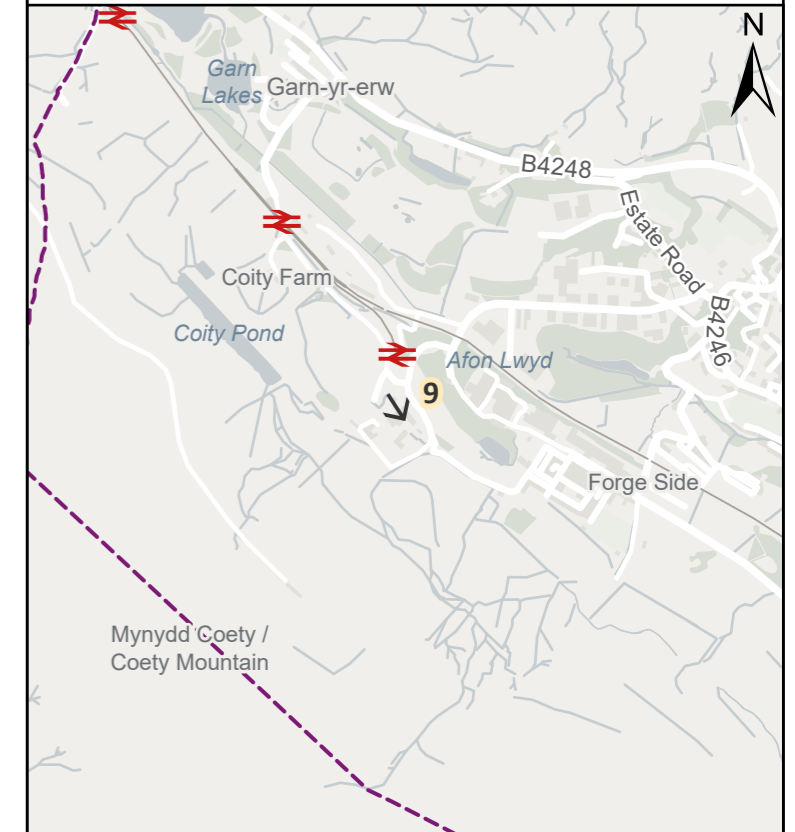 N
Garn
Lakes
Garn-yr-erw
B4248
Estate Road
Coity Farm
B4246
Coity Pond
Afon Lwyd
9
Forge Side
Mynydd Coety /
Coety Mountain